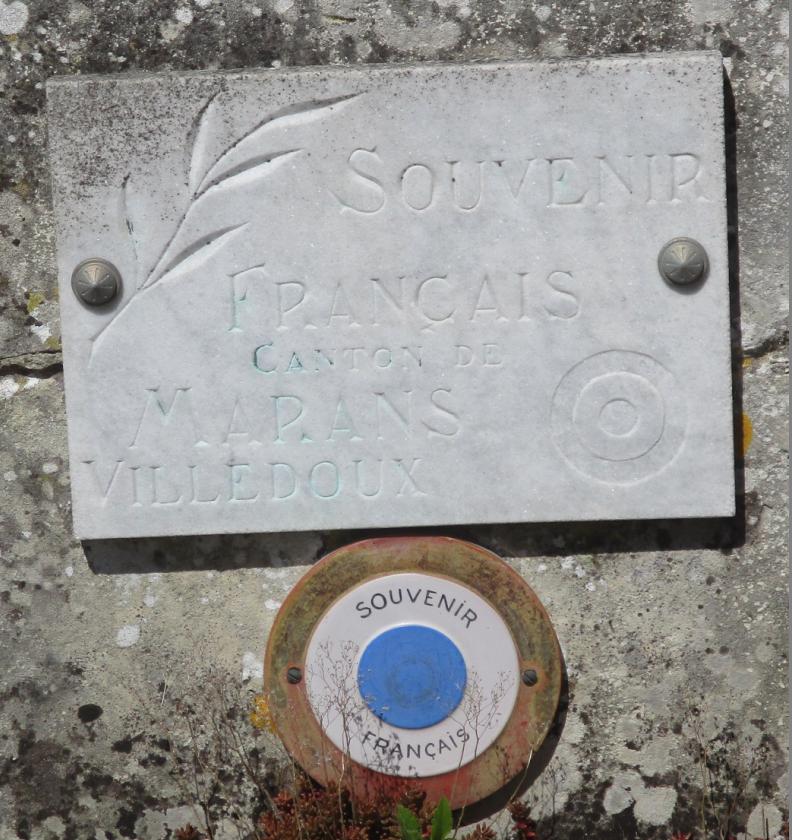 SOUVENIR
FRANÇAIS
CANTON DE
MARANS
VILLEDOUX
SOUVENIR
FRANÇAIS